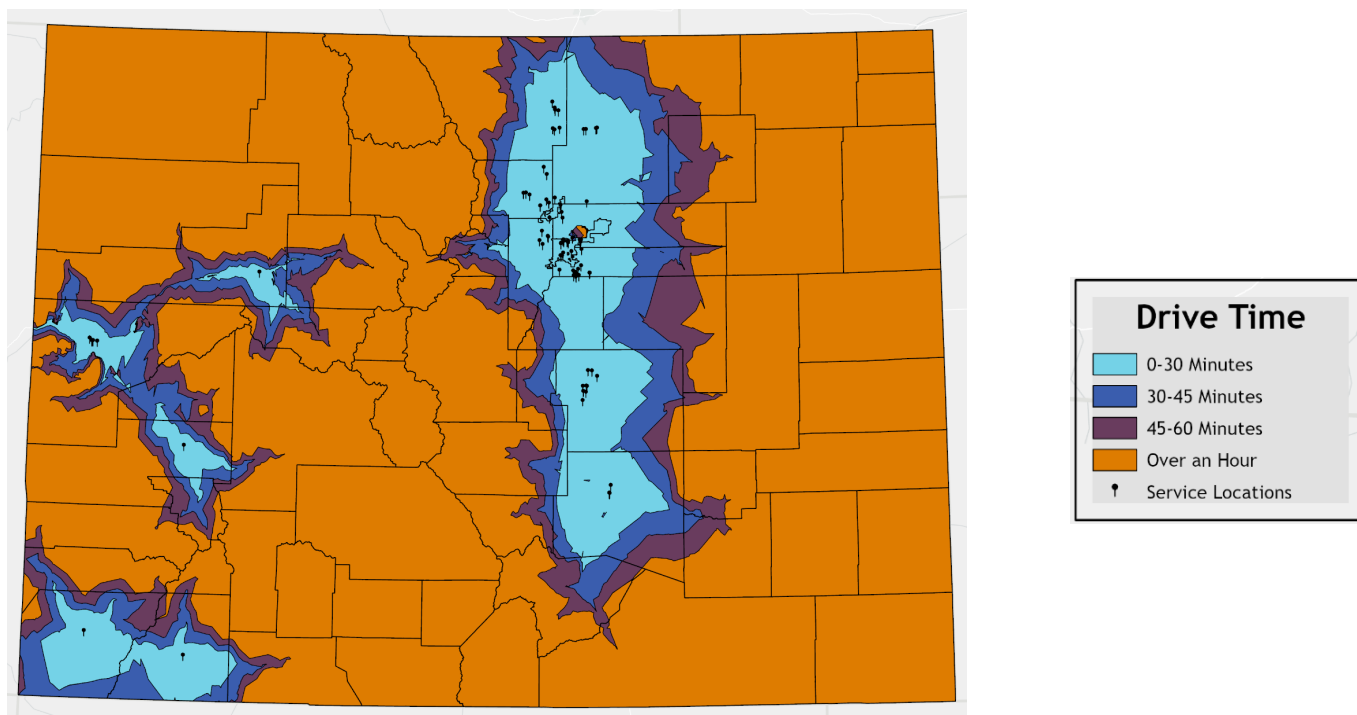 Drive Time
0-30 Minutes
30-45 Minutes
45-60 Minutes
Over an Hour
Service Locations